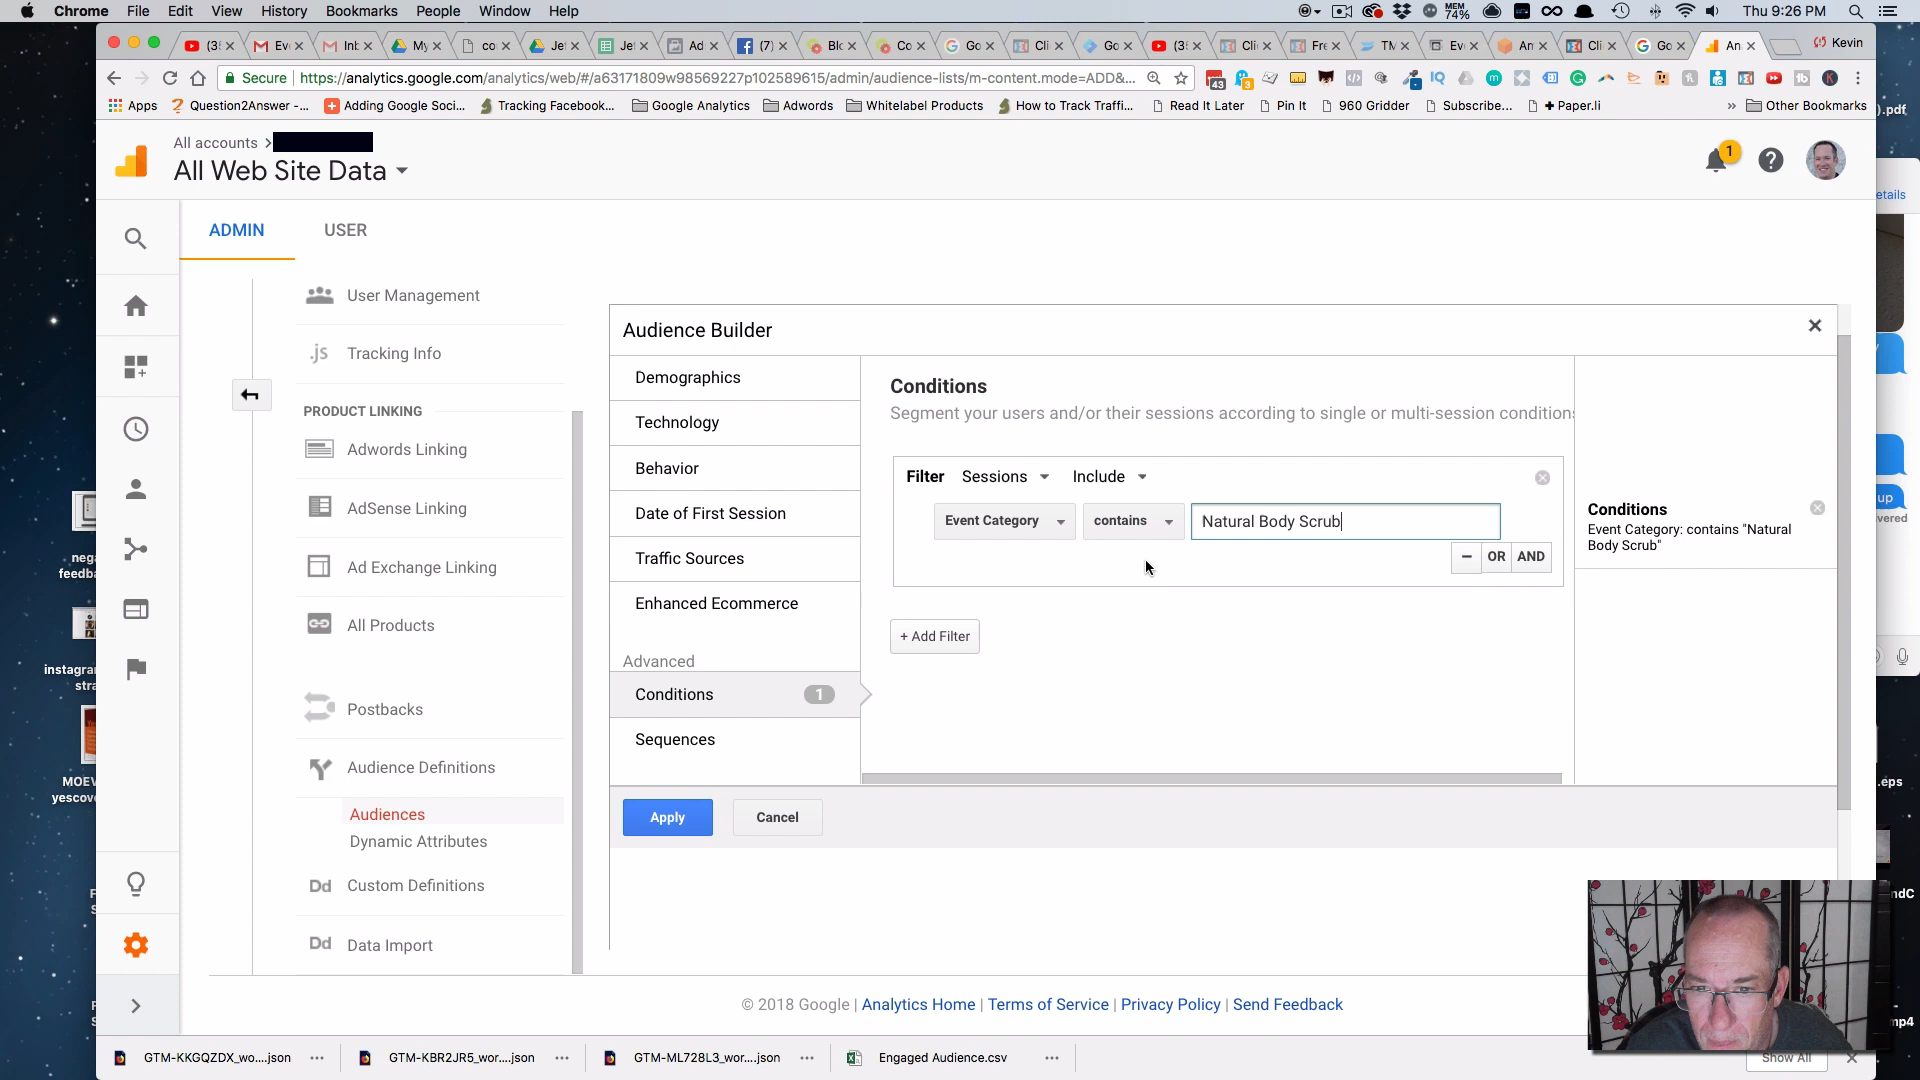 Chrome File Edit View History Bookmarks People Window Help
MEM
74%
Thu 9:26 PM
Kevin
Secure | https://analytics.google.com/analytics/web/#/a63171809w98569227p102589615/admin/audience-lists/m-content.mode=ADD&...
Apps Question2Answer -... Adding Google Soci... Tracking Facebook... Google Analytics Adwords Whitelabel Products How to Track Traffi... Read It Later Pin It 960 Gridder Subscribe... + Paper.li » Other Bookmarks
All accounts >
All Web Site Data
1
ADMIN USER
User Management
.js Tracking Info
PRODUCT LINKING
Adwords Linking
AdSense Linking
Ad Exchange Linking
All Products
Postbacks
Audience Definitions
Audiences
Dynamic Attributes
Dd Custom Definitions
Dd Data Import
Audience Builder
Demographics
Technology
Behavior
Date of First Session
Traffic Sources
Enhanced Ecommerce
Advanced
Conditions 1
Sequences
Conditions
Segment your users and/or their sessions according to single or multi-session conditions
Filter Sessions Include
Event Category contains Natural Body Scrub
– OR AND
+ Add Filter
Conditions
Event Category: contains "Natural
Body Scrub"
Apply Cancel
© 2018 Google | Analytics Home | Terms of Service | Privacy Policy | Send Feedback
GTM-KKGQZDX_wo....json
GTM-KBR2JR5_wor....json
GTM-ML728L3_wor....json
Engaged Audience.csv
Show All